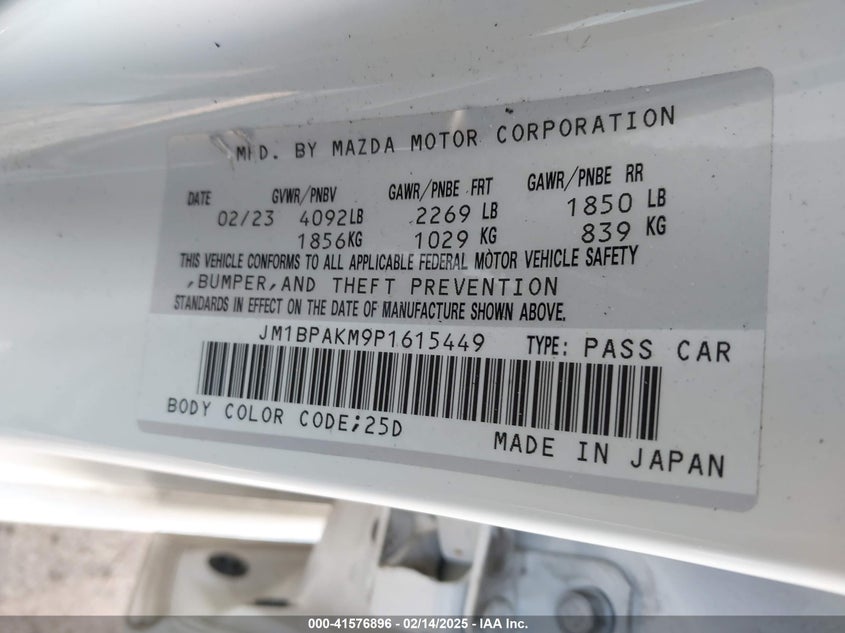 MFD. BY MAZDA MOTOR CORPORATION
DATE GVWR/PNBV GAWR/PNBE FRT GAWR/PNBE RR
02/23 4092LB 2269 LB 1850 LB
1856KG 1029 KG 839 KG
THIS VEHICLE CONFORMS TO ALL APPLICABLE FEDERAL MOTOR VEHICLE SAFETY
,BUMPER,AND THEFT PREVENTION
STANDARDS IN EFFECT ON THE DATE OF MANUFACTURE SHOWN ABOVE.
JM1BPAKM9P1615449 TYPE: PASS CAR
BODY COLOR CODE;25D
MADE IN JAPAN
000-41576896 - 02/14/2025 - IAA Inc.